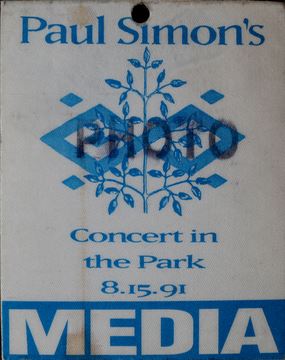 Paul Simon's
PHOTO
Concert in
the Park
8.15.91
MEDIA